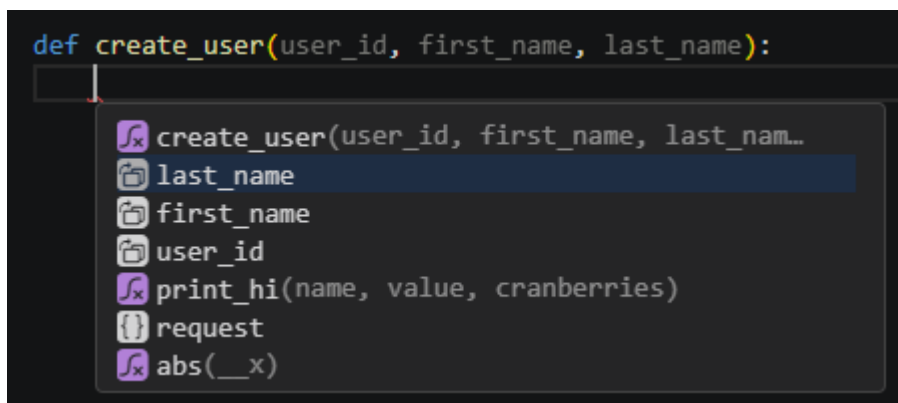 def create_user(user_id, first_name, last_name):
create_user(user_id, first_name, last_nam…
last_name
first_name
user_id
print_hi(name, value, cranberries)
{} request
abs(__x)